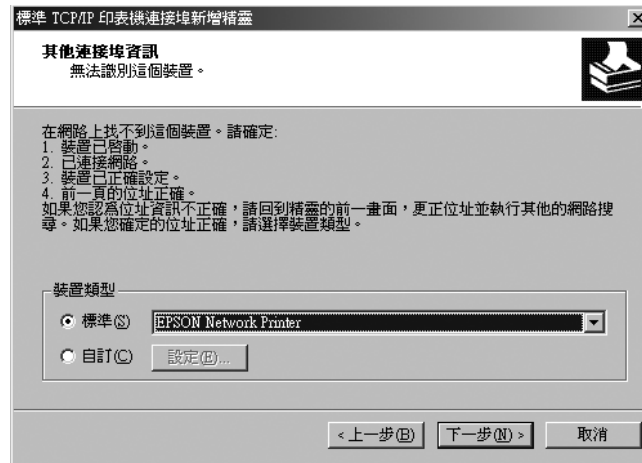 標準 TCP/IP 印表機連接埠新增精靈
其他連接埠資訊
無法識別這個裝置。
在網路上找不到這個裝置。請確定:
1. 裝置已啟動。
2. 已連接網路。
3. 裝置已正確設定。
4. 前一頁的位址正確。
如果您認為位址資訊不正確，請回到精靈的前一畫面，更正位址並執行其他的網路搜
尋。如果您確定的位址正確，請選擇裝置類型。
裝置類型
標準(S) EPSON Network Printer
自訂(C) 設定(E)...
<上一步(B) 下一步(N)> 取消